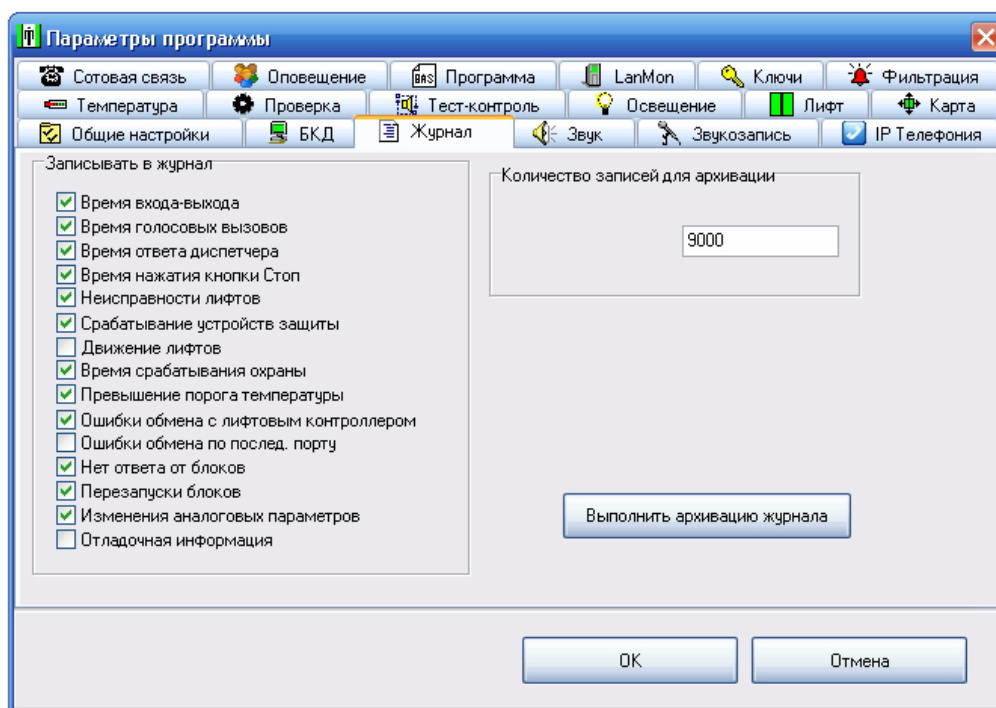 Параметры программы
Сотовая связь Оповещение Программа LanMon Ключи Фильтрация
Температура Проверка Тест-контроль Освещение Лифт Карта
Общие настройки БКД Журнал Звук Звукозапись IP Телефония
Записывать в журнал
Время входа-выхода
Время голосовых вызовов
Время ответа диспетчера
Время нажатия кнопки Стоп
Неисправности лифтов
Срабатывание устройств защиты
Движение лифтов
Время срабатывания охраны
Превышение порога температуры
Ошибки обмена с лифтовым контроллером
Ошибки обмена по послед. порту
Нет ответа от блоков
Перезапуски блоков
Изменения аналоговых параметров
Отладочная информация
Количество записей для архивации
9000
Выполнить архивацию журнала
OK Отмена